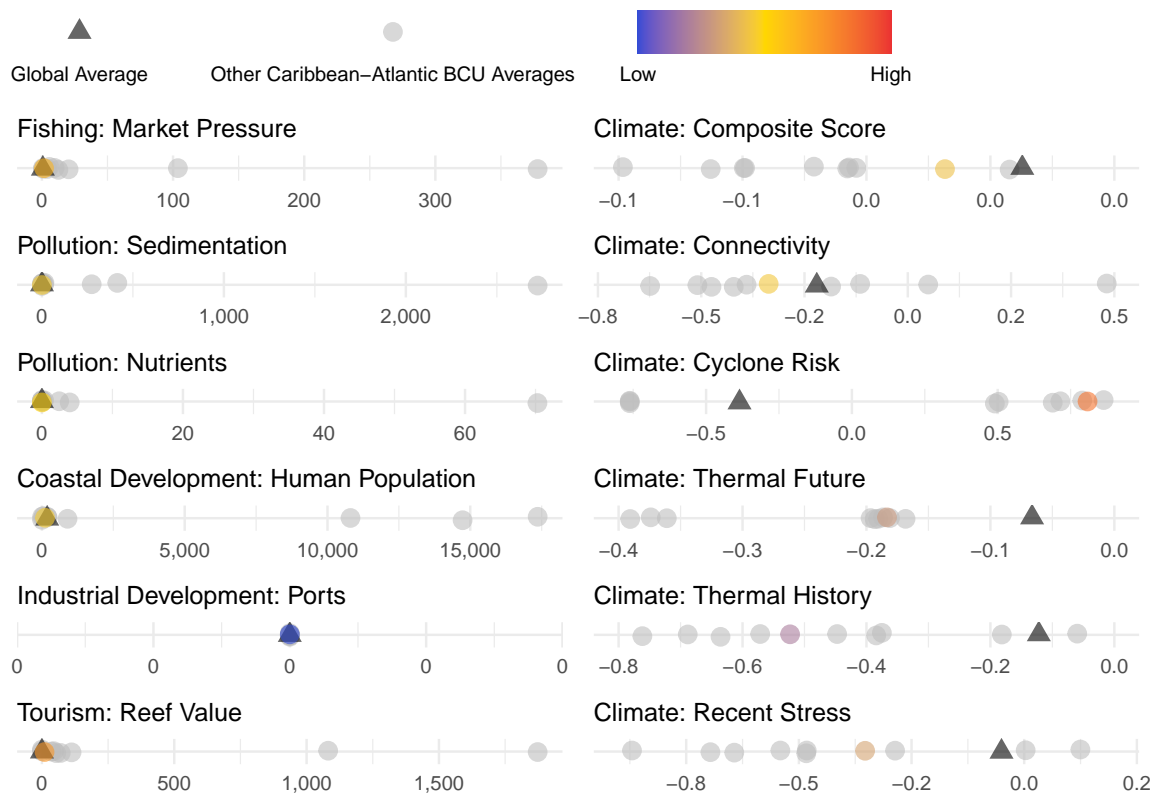 Global Average
Other Caribbean−Atlantic BCU Averages
Low
High
Fishing: Market Pressure
0 100 200 300
Climate: Composite Score
−0.1 −0.1 0.0 0.0 0.0
Pollution: Sedimentation
0 1,000 2,000
Climate: Connectivity
−0.8 −0.5 −0.2 0.0 0.2 0.5
Pollution: Nutrients
0 20 40 60
Climate: Cyclone Risk
−0.5 0.0 0.5
Coastal Development: Human Population
0 5,000 10,000 15,000
Climate: Thermal Future
−0.4 −0.3 −0.2 −0.1 0.0
Industrial Development: Ports
0 0 0 0 0
Climate: Thermal History
−0.8 −0.6 −0.4 −0.2 0.0
Tourism: Reef Value
0 500 1,000 1,500
Climate: Recent Stress
−0.8 −0.5 −0.2 0.0 0.2